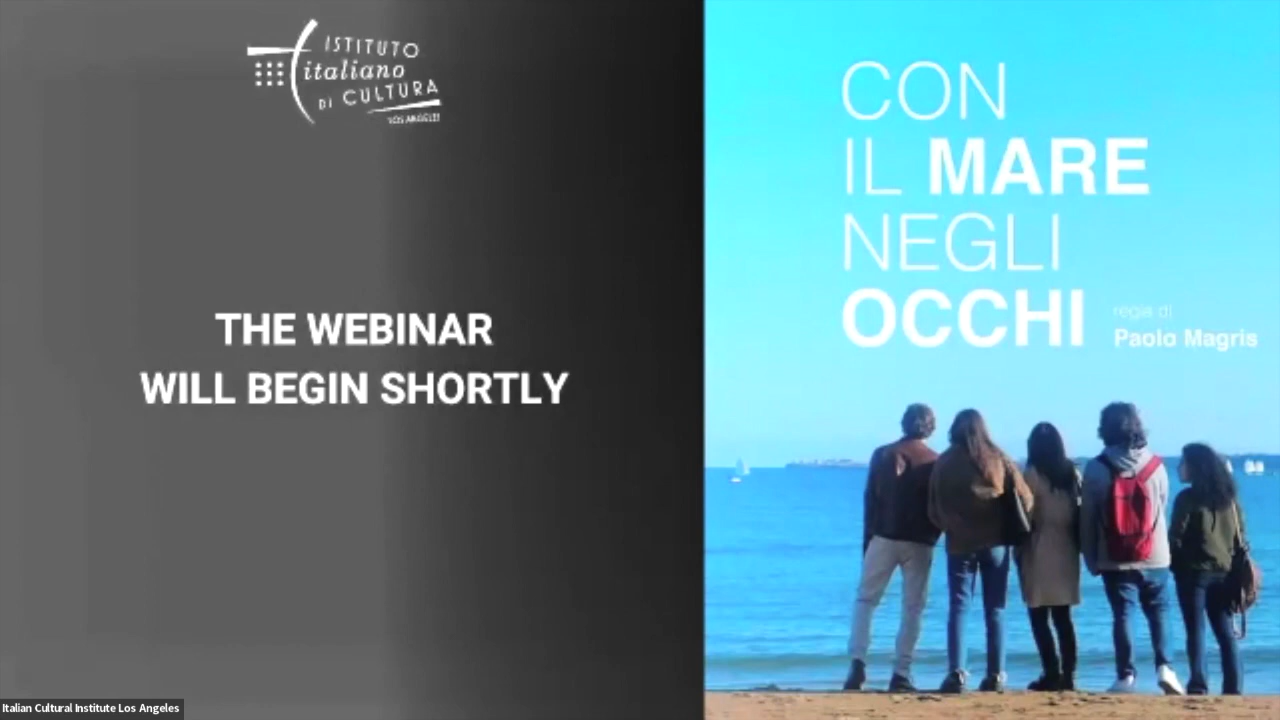 ISTITUTO
italiano
DI CULTURA
LOS ANGELES
THE WEBINAR
WILL BEGIN SHORTLY
CON
IL MARE
NEGLI
OCCHI
regia di
Paolo Magris
Italian Cultural Institute Los Angeles